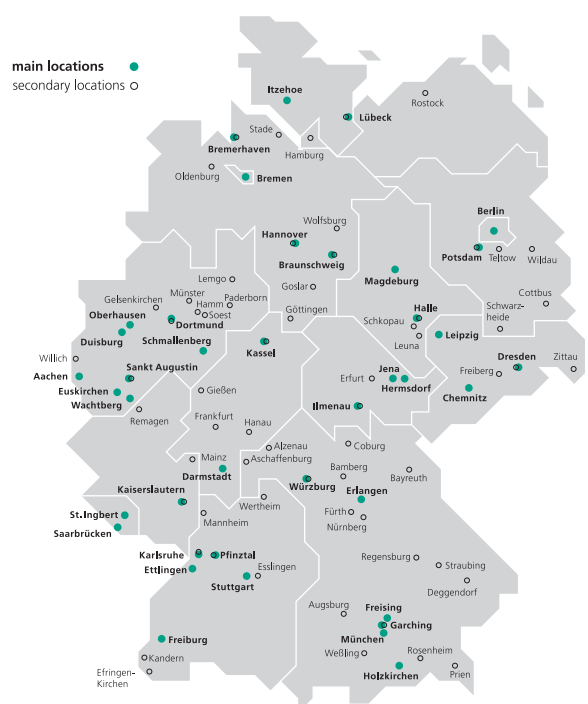 main locations
secondary locations
Itzehoe
Rostock
Lübeck
Stade
Hamburg
Bremerhaven
Oldenburg
Bremen
Wolfsburg
Berlin
Hannover
Braunschweig
Potsdam
Teltow
Wildau
Magdeburg
Lemgo
Goslar
Cottbus
Münster
Paderborn
Gelsenkirchen
Hamm
Soest
Göttingen
Halle
Schwarz-
heide
Oberhausen
Dortmund
Schkopau
Duisburg
Leipzig
Schmallenberg
Kassel
Leuna
Willich
Sankt Augustin
Dresden
Zittau
Aachen
Erfurt
Jena
Freiberg
Euskirchen
Hermsdorf
Chemnitz
Wachtberg
Gießen
Remagen
Ilmenau
Frankfurt
Hanau
Alzenau
Coburg
Mainz
Aschaffenburg
Bamberg
Bayreuth
Darmstadt
Würzburg
Kaiserslautern
Erlangen
Wertheim
St.Ingbert
Mannheim
Fürth
Nürnberg
Saarbrücken
Karlsruhe
Pfinztal
Regensburg
Ettlingen
Esslingen
Straubing
Stuttgart
Deggendorf
Augsburg
Freising
Garching
Freiburg
München
Kandern
Weßling
Rosenheim
Efringen-
Kirchen
Holzkirchen
Prien